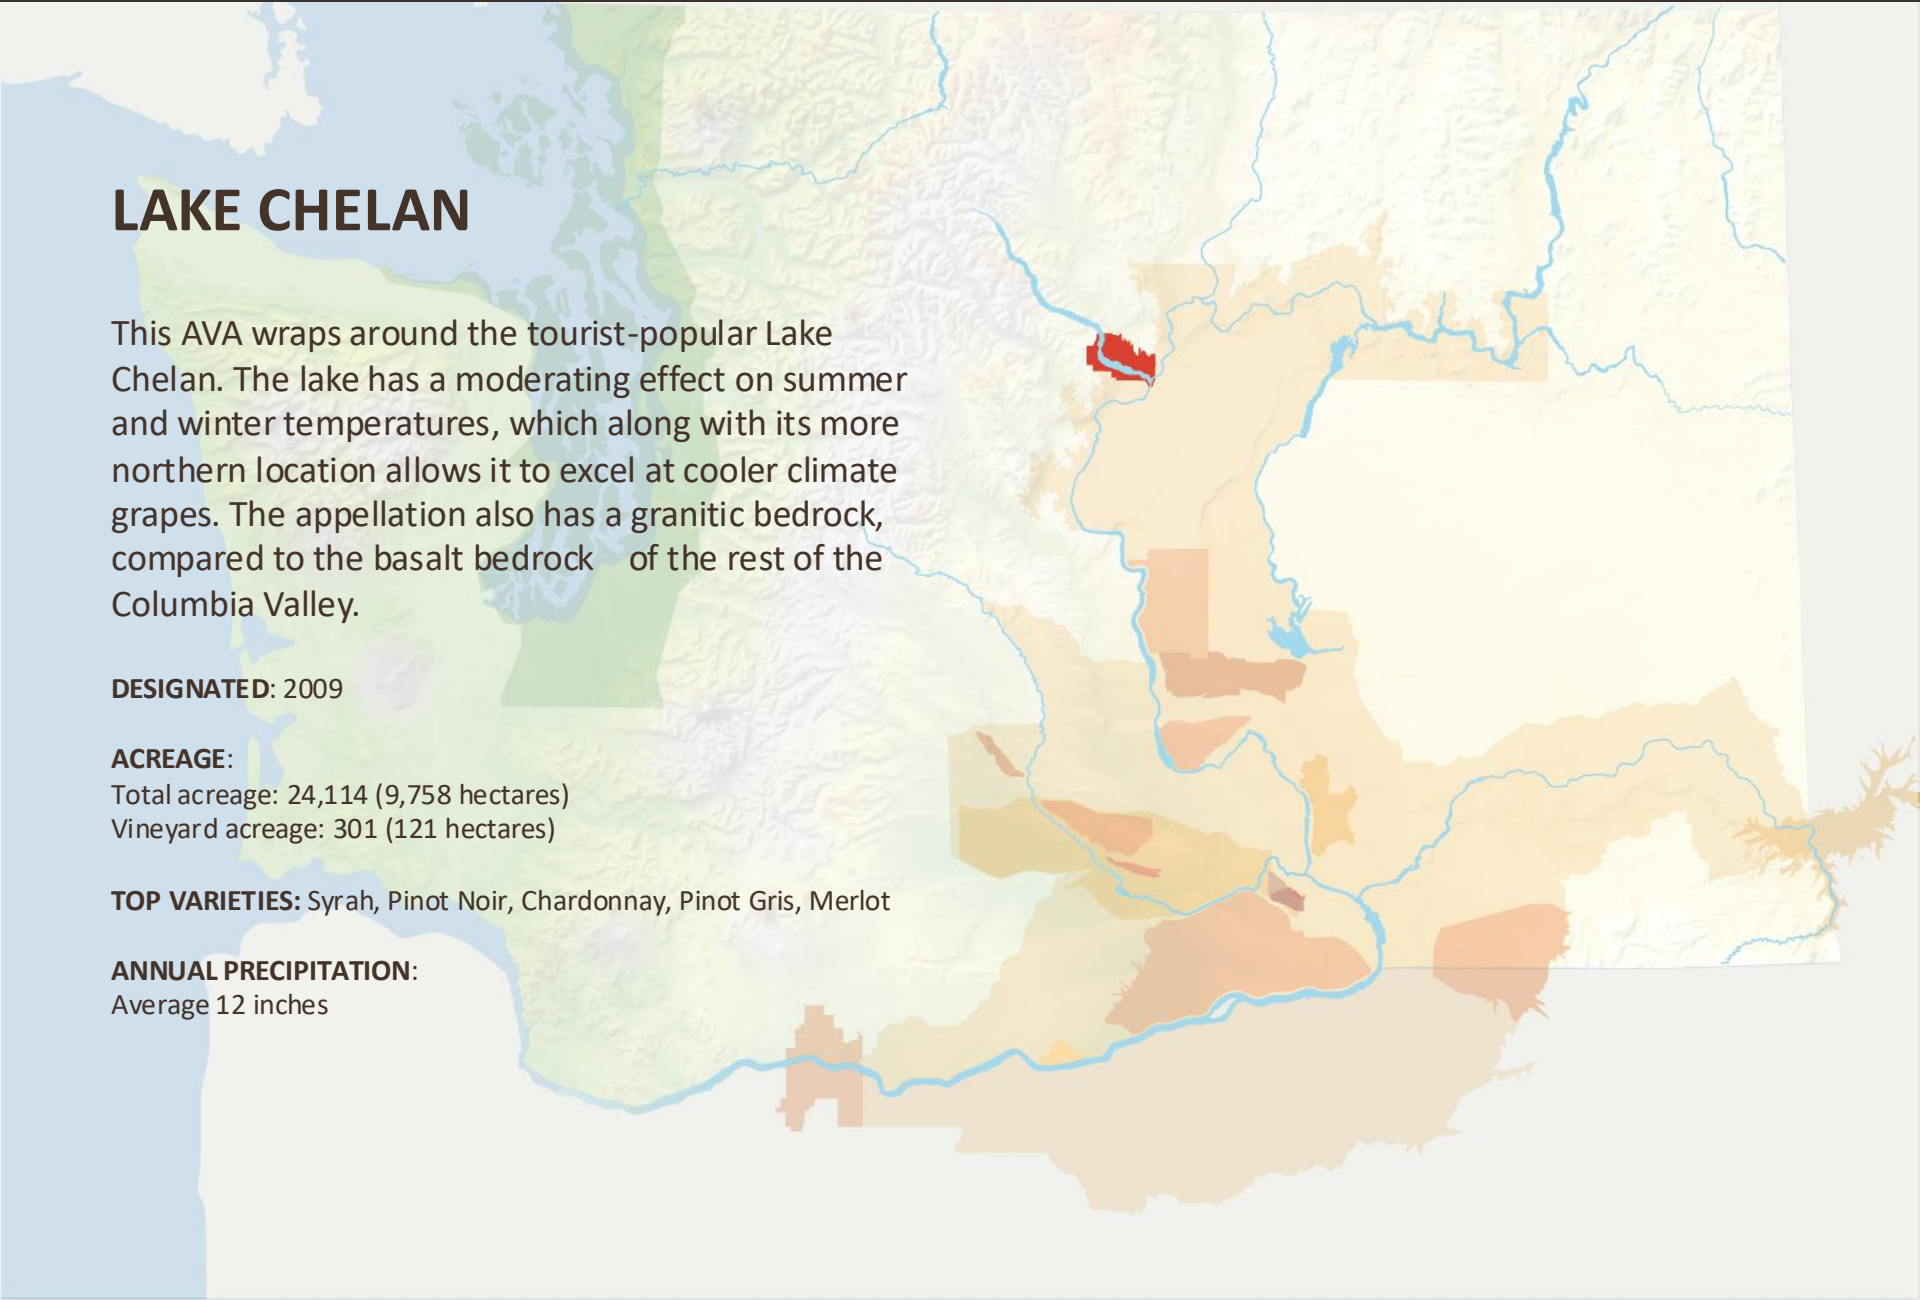 LAKE CHELAN
This AVA wraps around the tourist-popular Lake
Chelan. The lake has a moderating effect on summer
and winter temperatures, which along with its more
northern location allows it to excel at cooler climate
grapes. The appellation also has a granitic bedrock,
compared to the basalt bedrock of the rest of the
Columbia Valley.
DESIGNATED: 2009
ACREAGE:
Total acreage: 24,114 (9,758 hectares)
Vineyard acreage: 301 (121 hectares)
TOP VARIETIES: Syrah, Pinot Noir, Chardonnay, Pinot Gris, Merlot
ANNUAL PRECIPITATION:
Average 12 inches